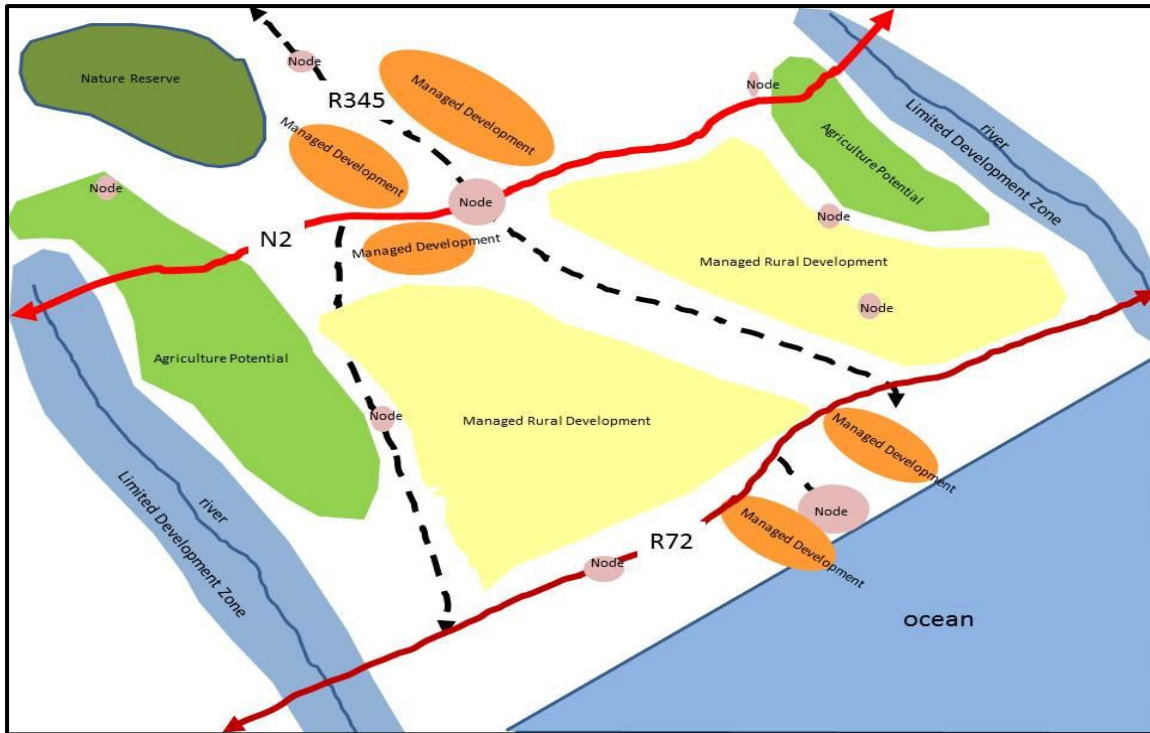 Node
Nature Reserve
R345
Managed Development
Node
river
Limited Development Zone
Managed Development
Agriculture Potential
Node
Node
Node
N2
Managed Development
Managed Rural Development
Node
Agriculture Potential
Node
Managed Rural Development
Managed Development
river
Limited Development Zone
Node
Managed Development
R72
Node
ocean